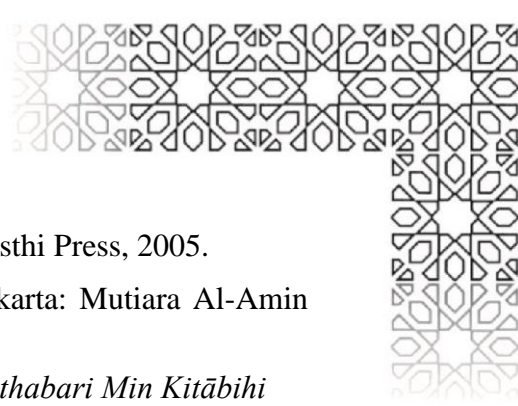 sthi Press, 2005.
karta: Mutiara Al-Amin
thabari Min Kitābihi